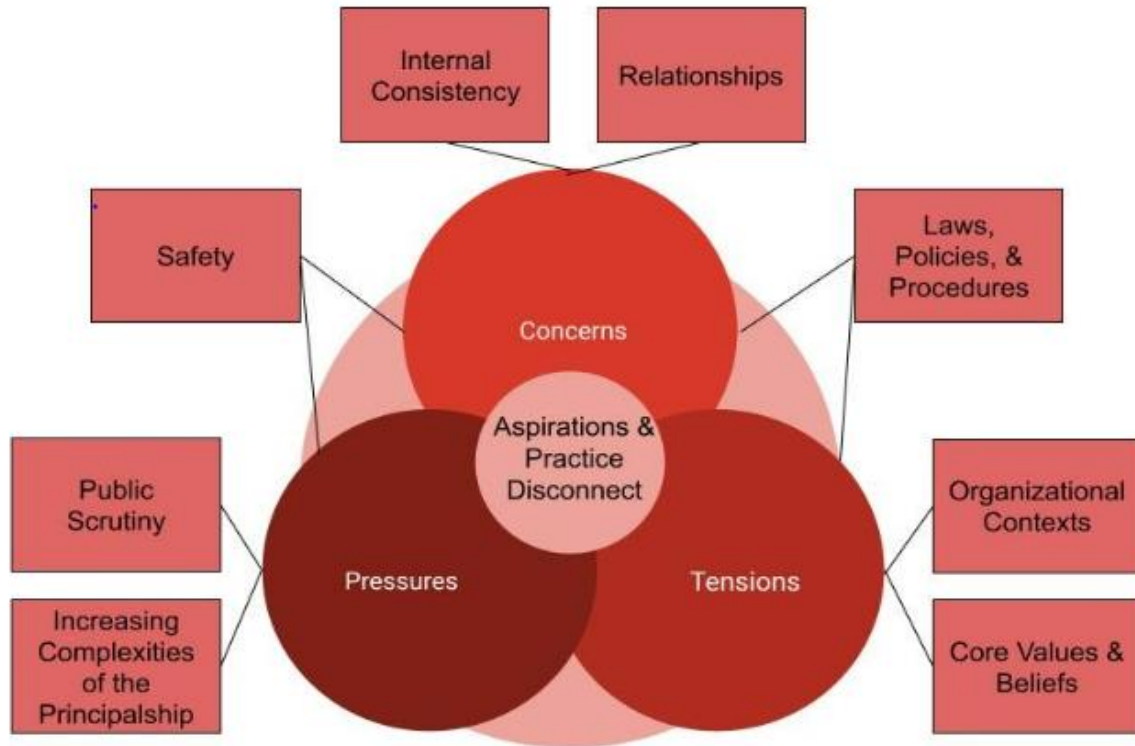 Internal
Consistency
Relationships
Safety
Laws,
Policies, &
Procedures
Concerns
Aspirations &
Practice
Disconnect
Public
Scrutiny
Organizational
Contexts
Pressures
Tensions
Increasing
Complexities
of the
Principalship
Core Values &
Beliefs